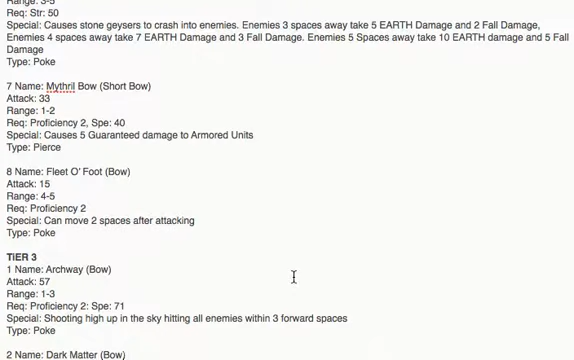 Range: 3-5
Req: Str: 50
Special: Causes stone geysers to crash into enemies. Enemies 3 spaces away take 5 EARTH Damage and 2 Fall Damage,
Enemies 4 spaces away take 7 EARTH Damage and 3 Fall Damage. Enemies 5 Spaces away take 10 EARTH damage and 5 Fall
Damage
Type: Poke
7 Name: Mythril Bow (Short Bow)
Attack: 33
Range: 1-2
Req: Proficiency 2, Spe: 40
Special: Causes 5 Guaranteed damage to Armored Units
Type: Pierce
8 Name: Fleet O' Foot (Bow)
Attack: 15
Range: 4-5
Req: Proficiency 2
Special: Can move 2 spaces after attacking
Type: Poke
TiER 3
1 Name: Archway (Bow)
Attack: 57
Range: 1-3
Req: Proficiency 2: Spe: 71
Special: Shooting high up in the sky hitting all enemies within 3 forward spaces
Type: Poke
2 Name: Dark Matter (Bow)